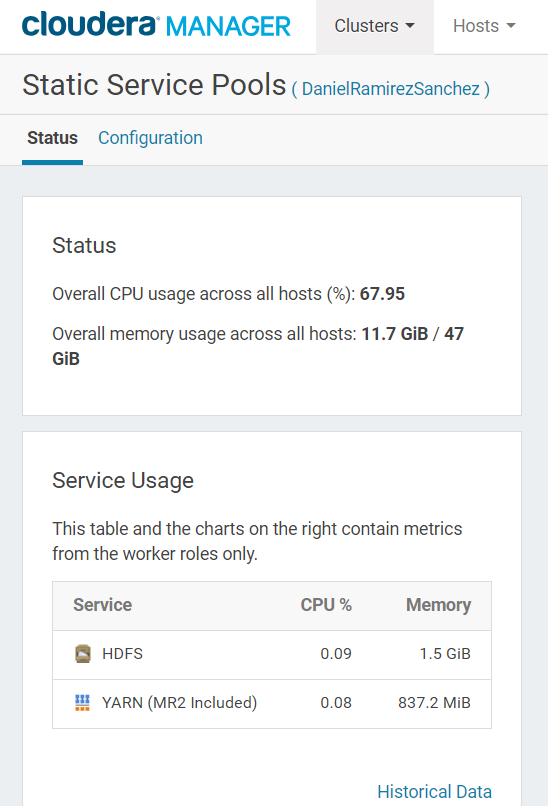 cloudera MANAGER Clusters Hosts
Static Service Pools ( DanielRamirezSanchez )
Status Configuration
Status
Overall CPU usage across all hosts (%): 67.95
Overall memory usage across all hosts: 11.7 GiB / 47
GiB
Service Usage
This table and the charts on the right contain metrics
from the worker roles only.
Service CPU % Memory
HDFS 0.09 1.5 GiB
YARN (MR2 Included) 0.08 837.2 MiB
Historical Data